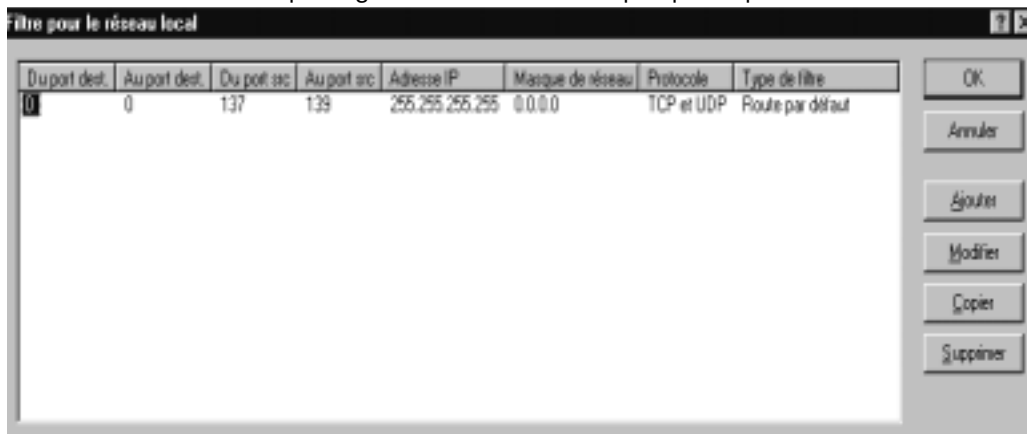 Filtre pour le réseau local
Du port dest. Au port dest. Du port src Au port src Adresse IP Masque de réseau Protocole Type de filtre
0 0 137 139 255.255.255.255 0.0.0.0 TCP et UDP Route par défaut
OK
Annuler
Ajouter
Modifier
Copier
Supprimer